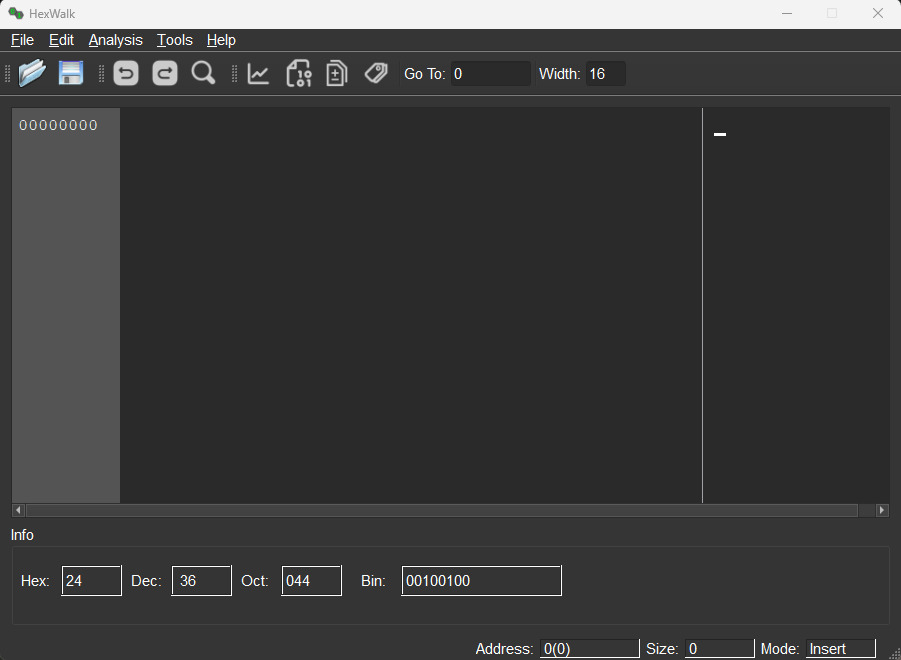 HexWalk
File Edit Analysis Tools Help
Go To: 0 Width: 16
00000000
Info
Hex: 24 Dec: 36 Oct: 044 Bin: 00100100
Address: 0(0) Size: 0 Mode: Insert